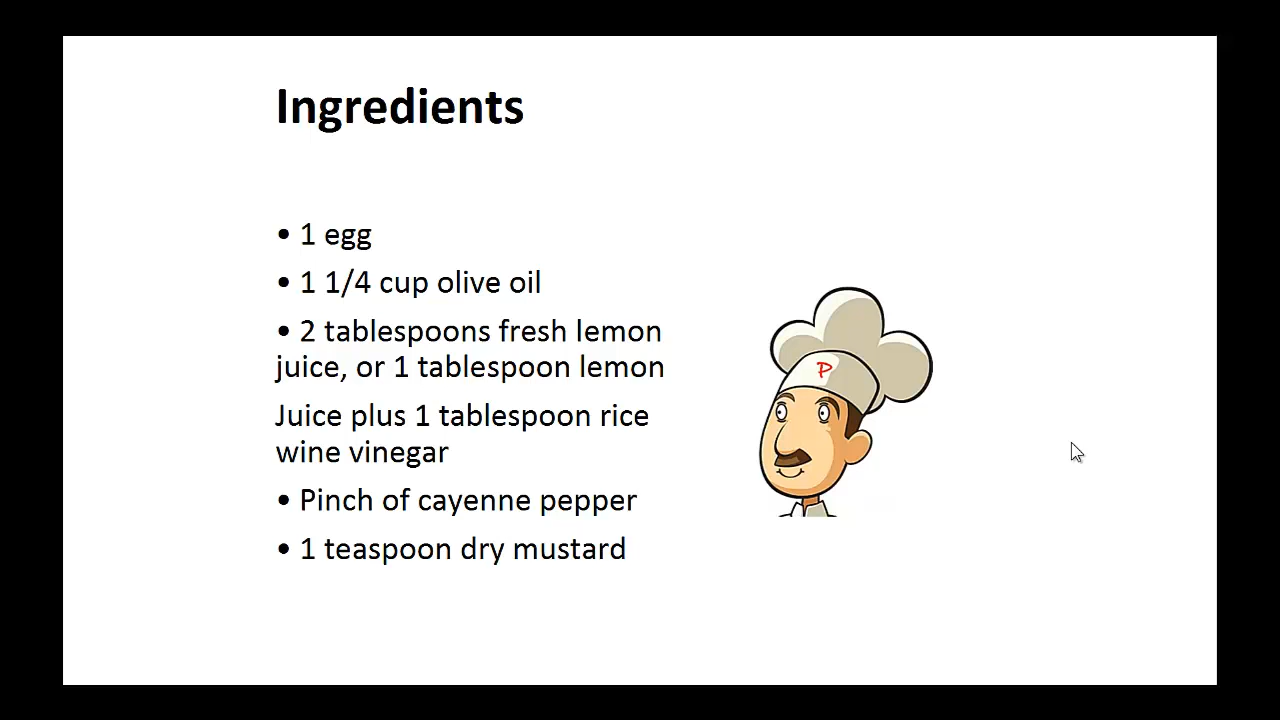 Ingredients
• 1 egg
• 1 1/4 cup olive oil
• 2 tablespoons fresh lemon
juice, or 1 tablespoon lemon
Juice plus 1 tablespoon rice
wine vinegar
• Pinch of cayenne pepper
• 1 teaspoon dry mustard
P